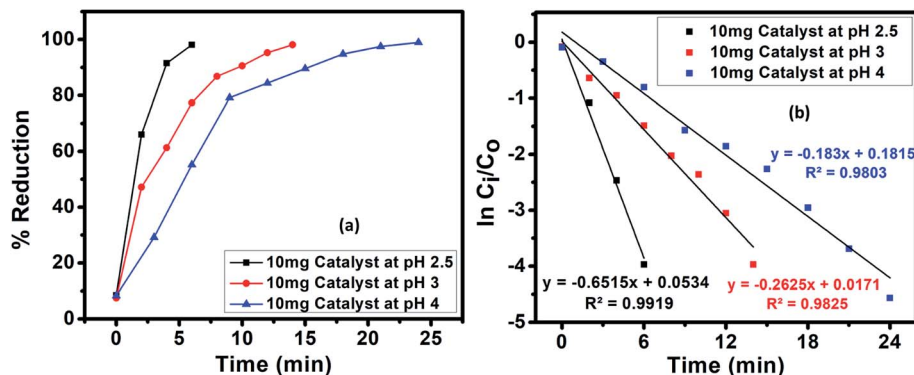 100
80
60
40
20
0
% Reduction
(a)
10mg Catalyst at pH 2.5
10mg Catalyst at pH 3
10mg Catalyst at pH 4
0 5 10 15 20 25
Time (min)
0
-1
-2
-3
-4
-5
ln Ci/Co
10mg Catalyst at pH 2.5
10mg Catalyst at pH 3
10mg Catalyst at pH 4
(b)
y = -0.183x + 0.1815
R² = 0.9803
y = -0.6515x + 0.0534
R² = 0.9919
y = -0.2625x + 0.0171
R² = 0.9825
0 6 12 18 24
Time (min)